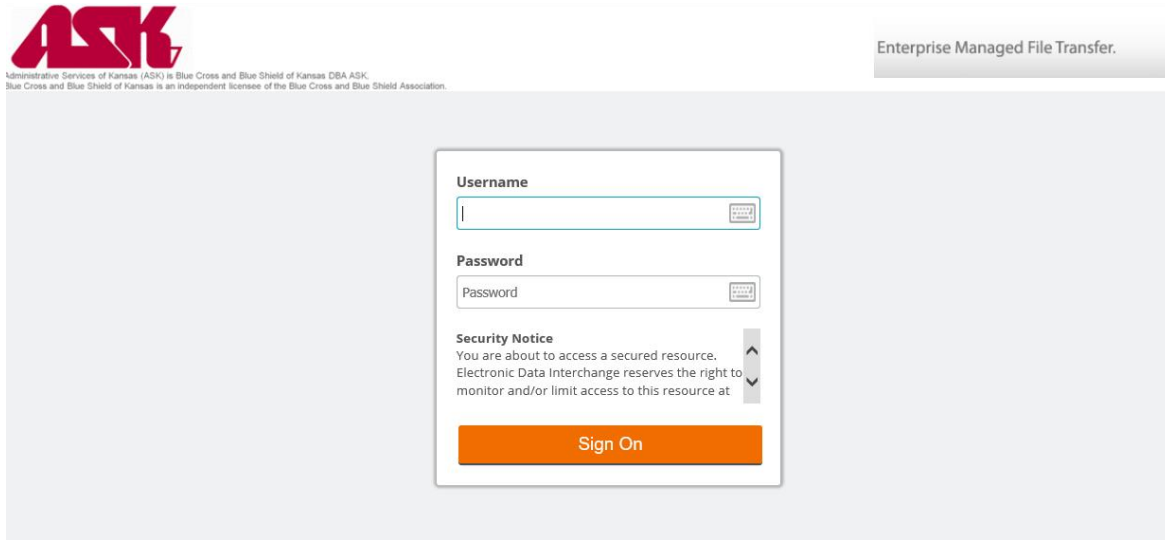 ASK
Administrative Services of Kansas (ASK) is Blue Cross and Blue Shield of Kansas DBA ASK.
Blue Cross and Blue Shield of Kansas is an independent licensee of the Blue Cross and Blue Shield Association.
Enterprise Managed File Transfer.
Username
Password
Password
Security Notice
You are about to access a secured resource.
Electronic Data Interchange reserves the right to
monitor and/or limit access to this resource at
Sign On